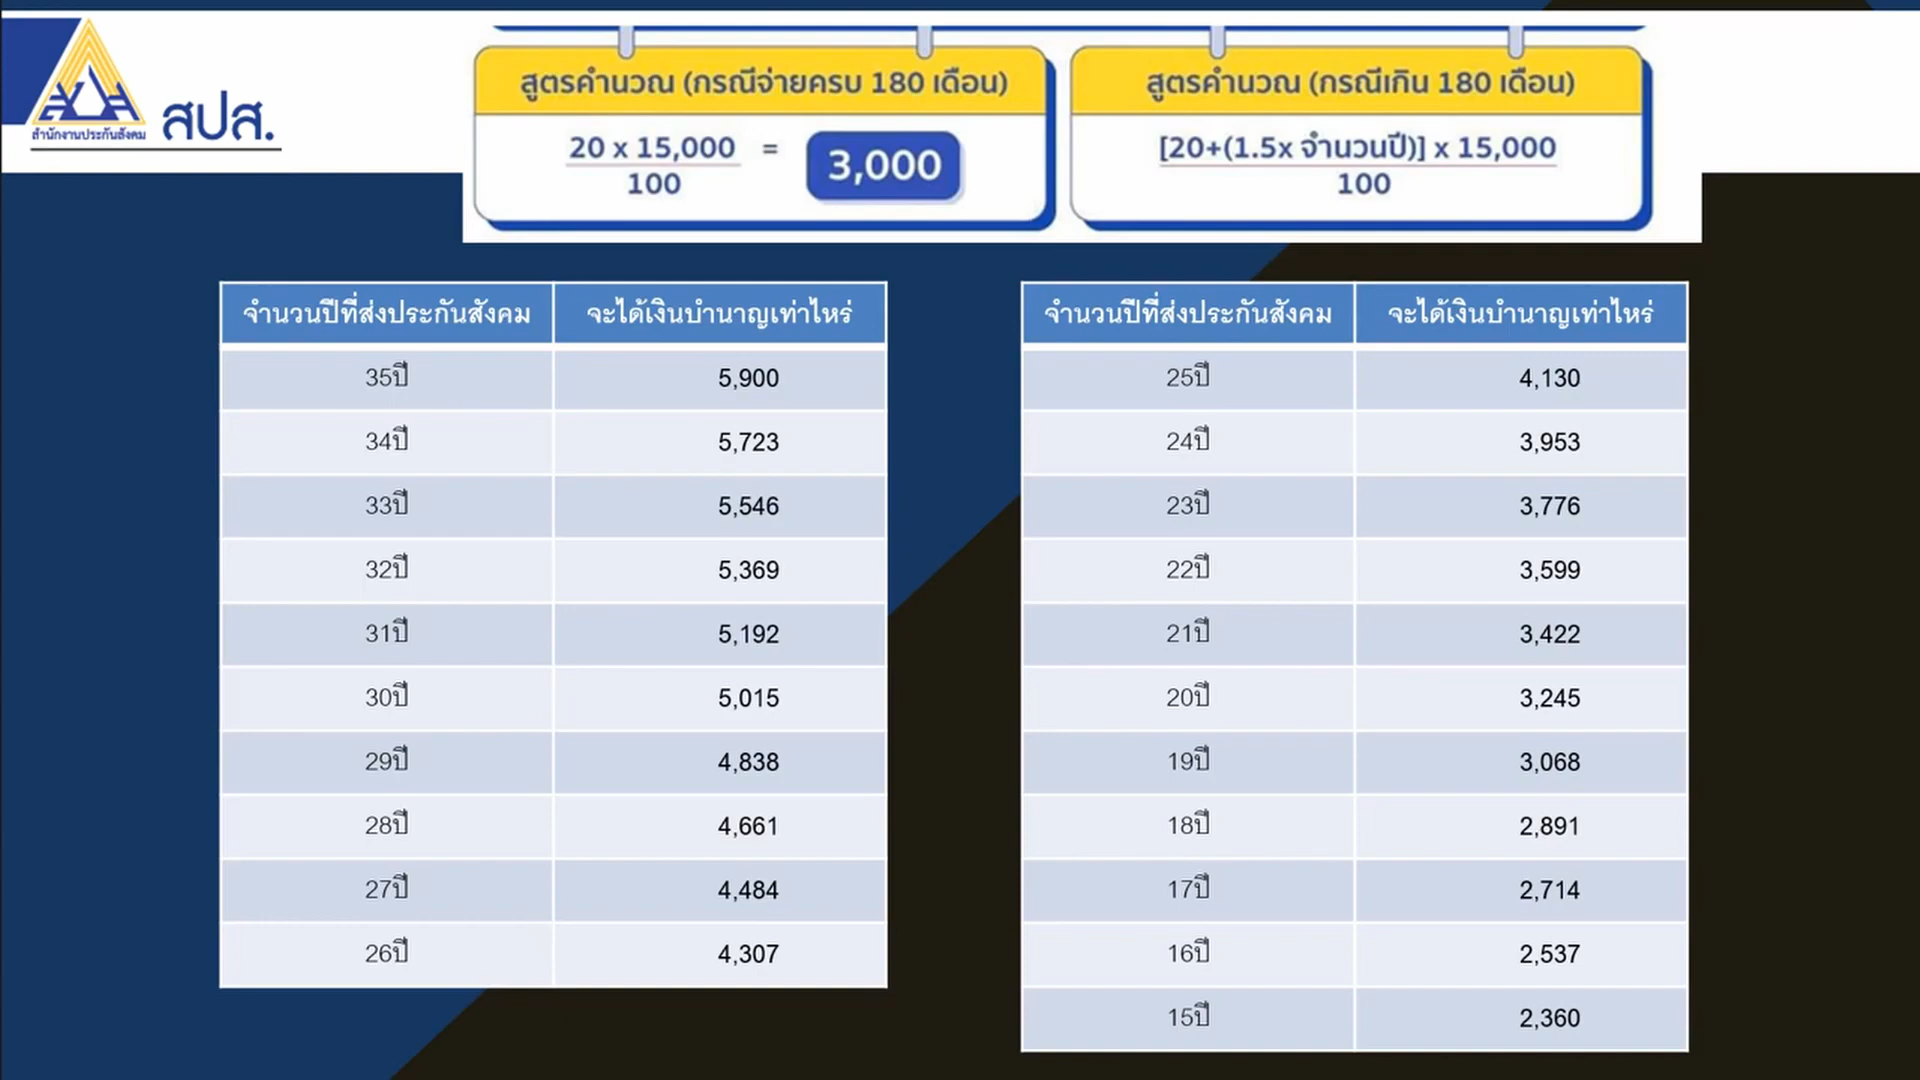 สำนักงานประกันสังคม
สปส.
สูตรคำนวณ (กรณีจ่ายครบ 180 เดือน)
20 x 15,000
100
=
3,000
สูตรคำนวณ (กรณีเกิน 180 เดือน)
[20+(1.5x จำนวนปี)] x 15,000
100
จำนวนปีที่ส่งประกันสังคม จะได้เงินบำนาญเท่าไหร่
35ปี 5,900
34ปี 5,723
33ปี 5,546
32ปี 5,369
31ปี 5,192
30ปี 5,015
29ปี 4,838
28ปี 4,661
27ปี 4,484
26ปี 4,307
จำนวนปีที่ส่งประกันสังคม จะได้เงินบำนาญเท่าไหร่
25ปี 4,130
24ปี 3,953
23ปี 3,776
22ปี 3,599
21ปี 3,422
20ปี 3,245
19ปี 3,068
18ปี 2,891
17ปี 2,714
16ปี 2,537
15ปี 2,360